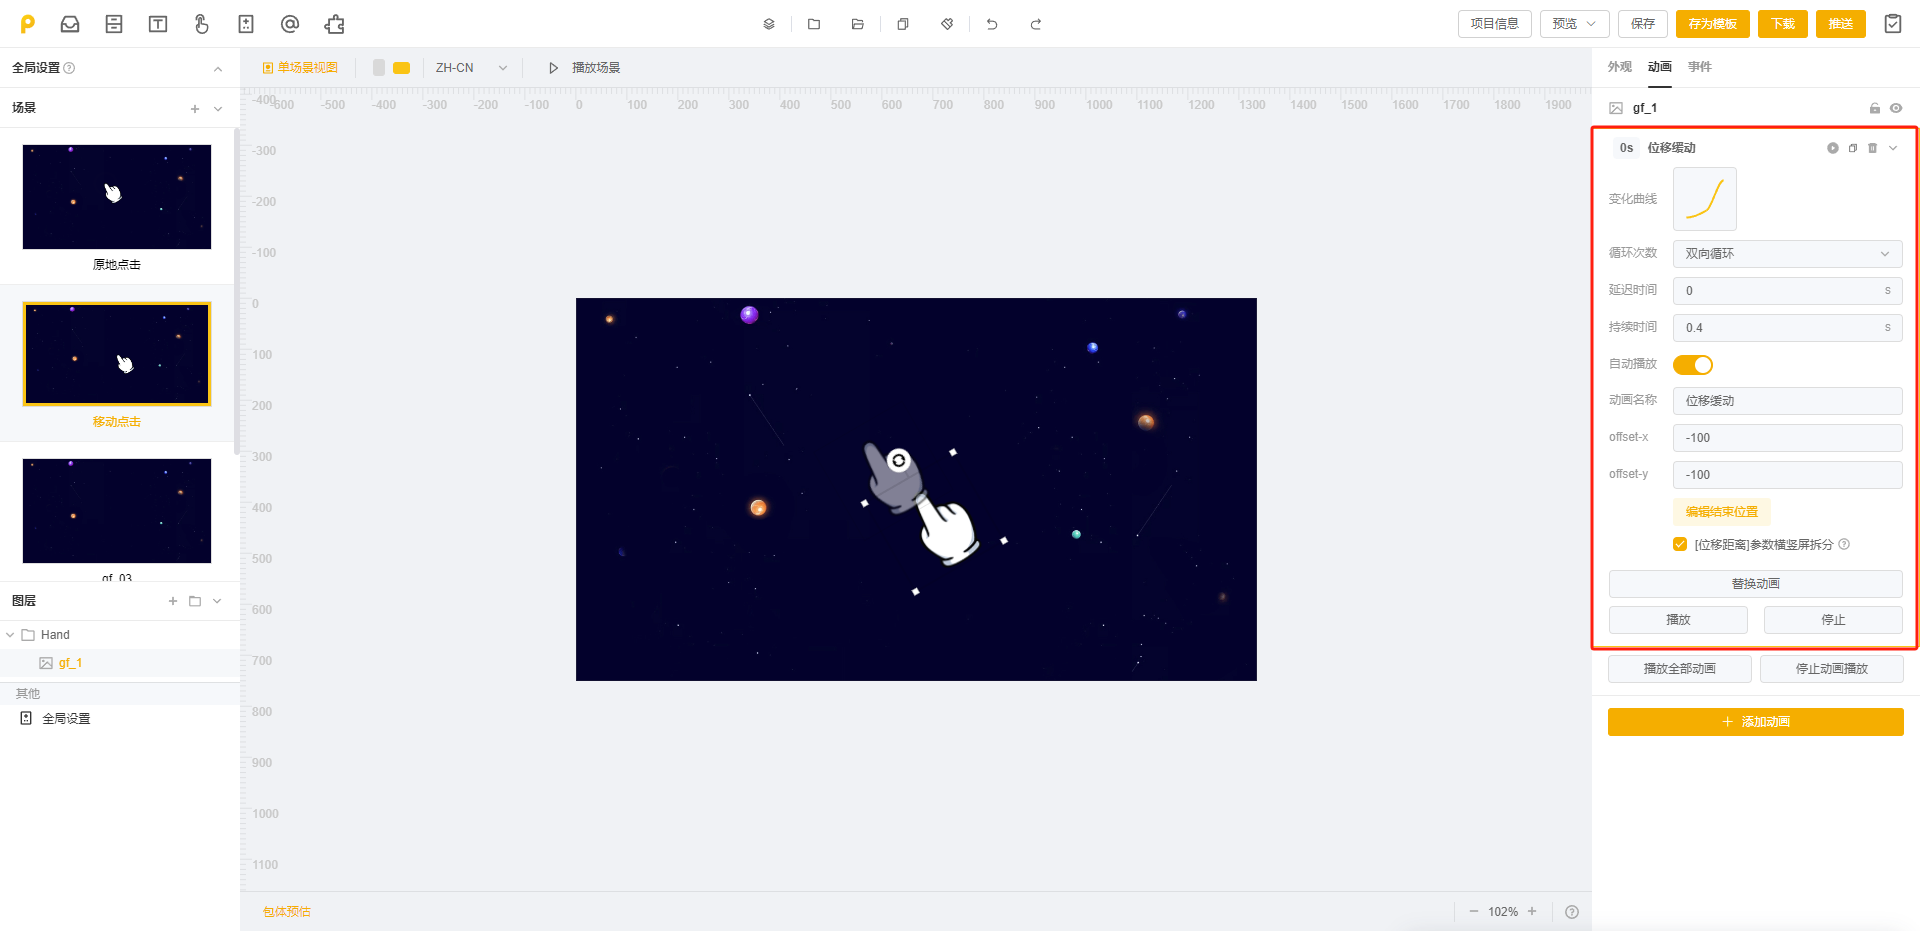 项目信息
预览
保存
存为模板
下载
推送
全局设置
单场景视图
ZH-CN
播放场景
外观
动画
事件
场景
-400
-600
-500
-400
-300
-200
-100
0
100
200
300
400
500
600
700
800
900
1000
1100
1200
1300
1400
1500
1600
1700
1800
1900
gf_1
-300
-200
-100
0
100
200
300
400
500
600
700
800
900
1000
1100
原地点击
移动点击
gf_03
图层
Hand
gf_1
其他
全局设置
0s 位移缓动
变化曲线
循环次数
双向循环
延迟时间
0
s
持续时间
0.4
s
自动播放
动画名称
位移缓动
offset-x
-100
offset-y
-100
编辑结束位置
[位移距离]参数横竖屏拆分
替换动画
播放
停止
播放全部动画
停止动画播放
添加动画
包体预估
102%